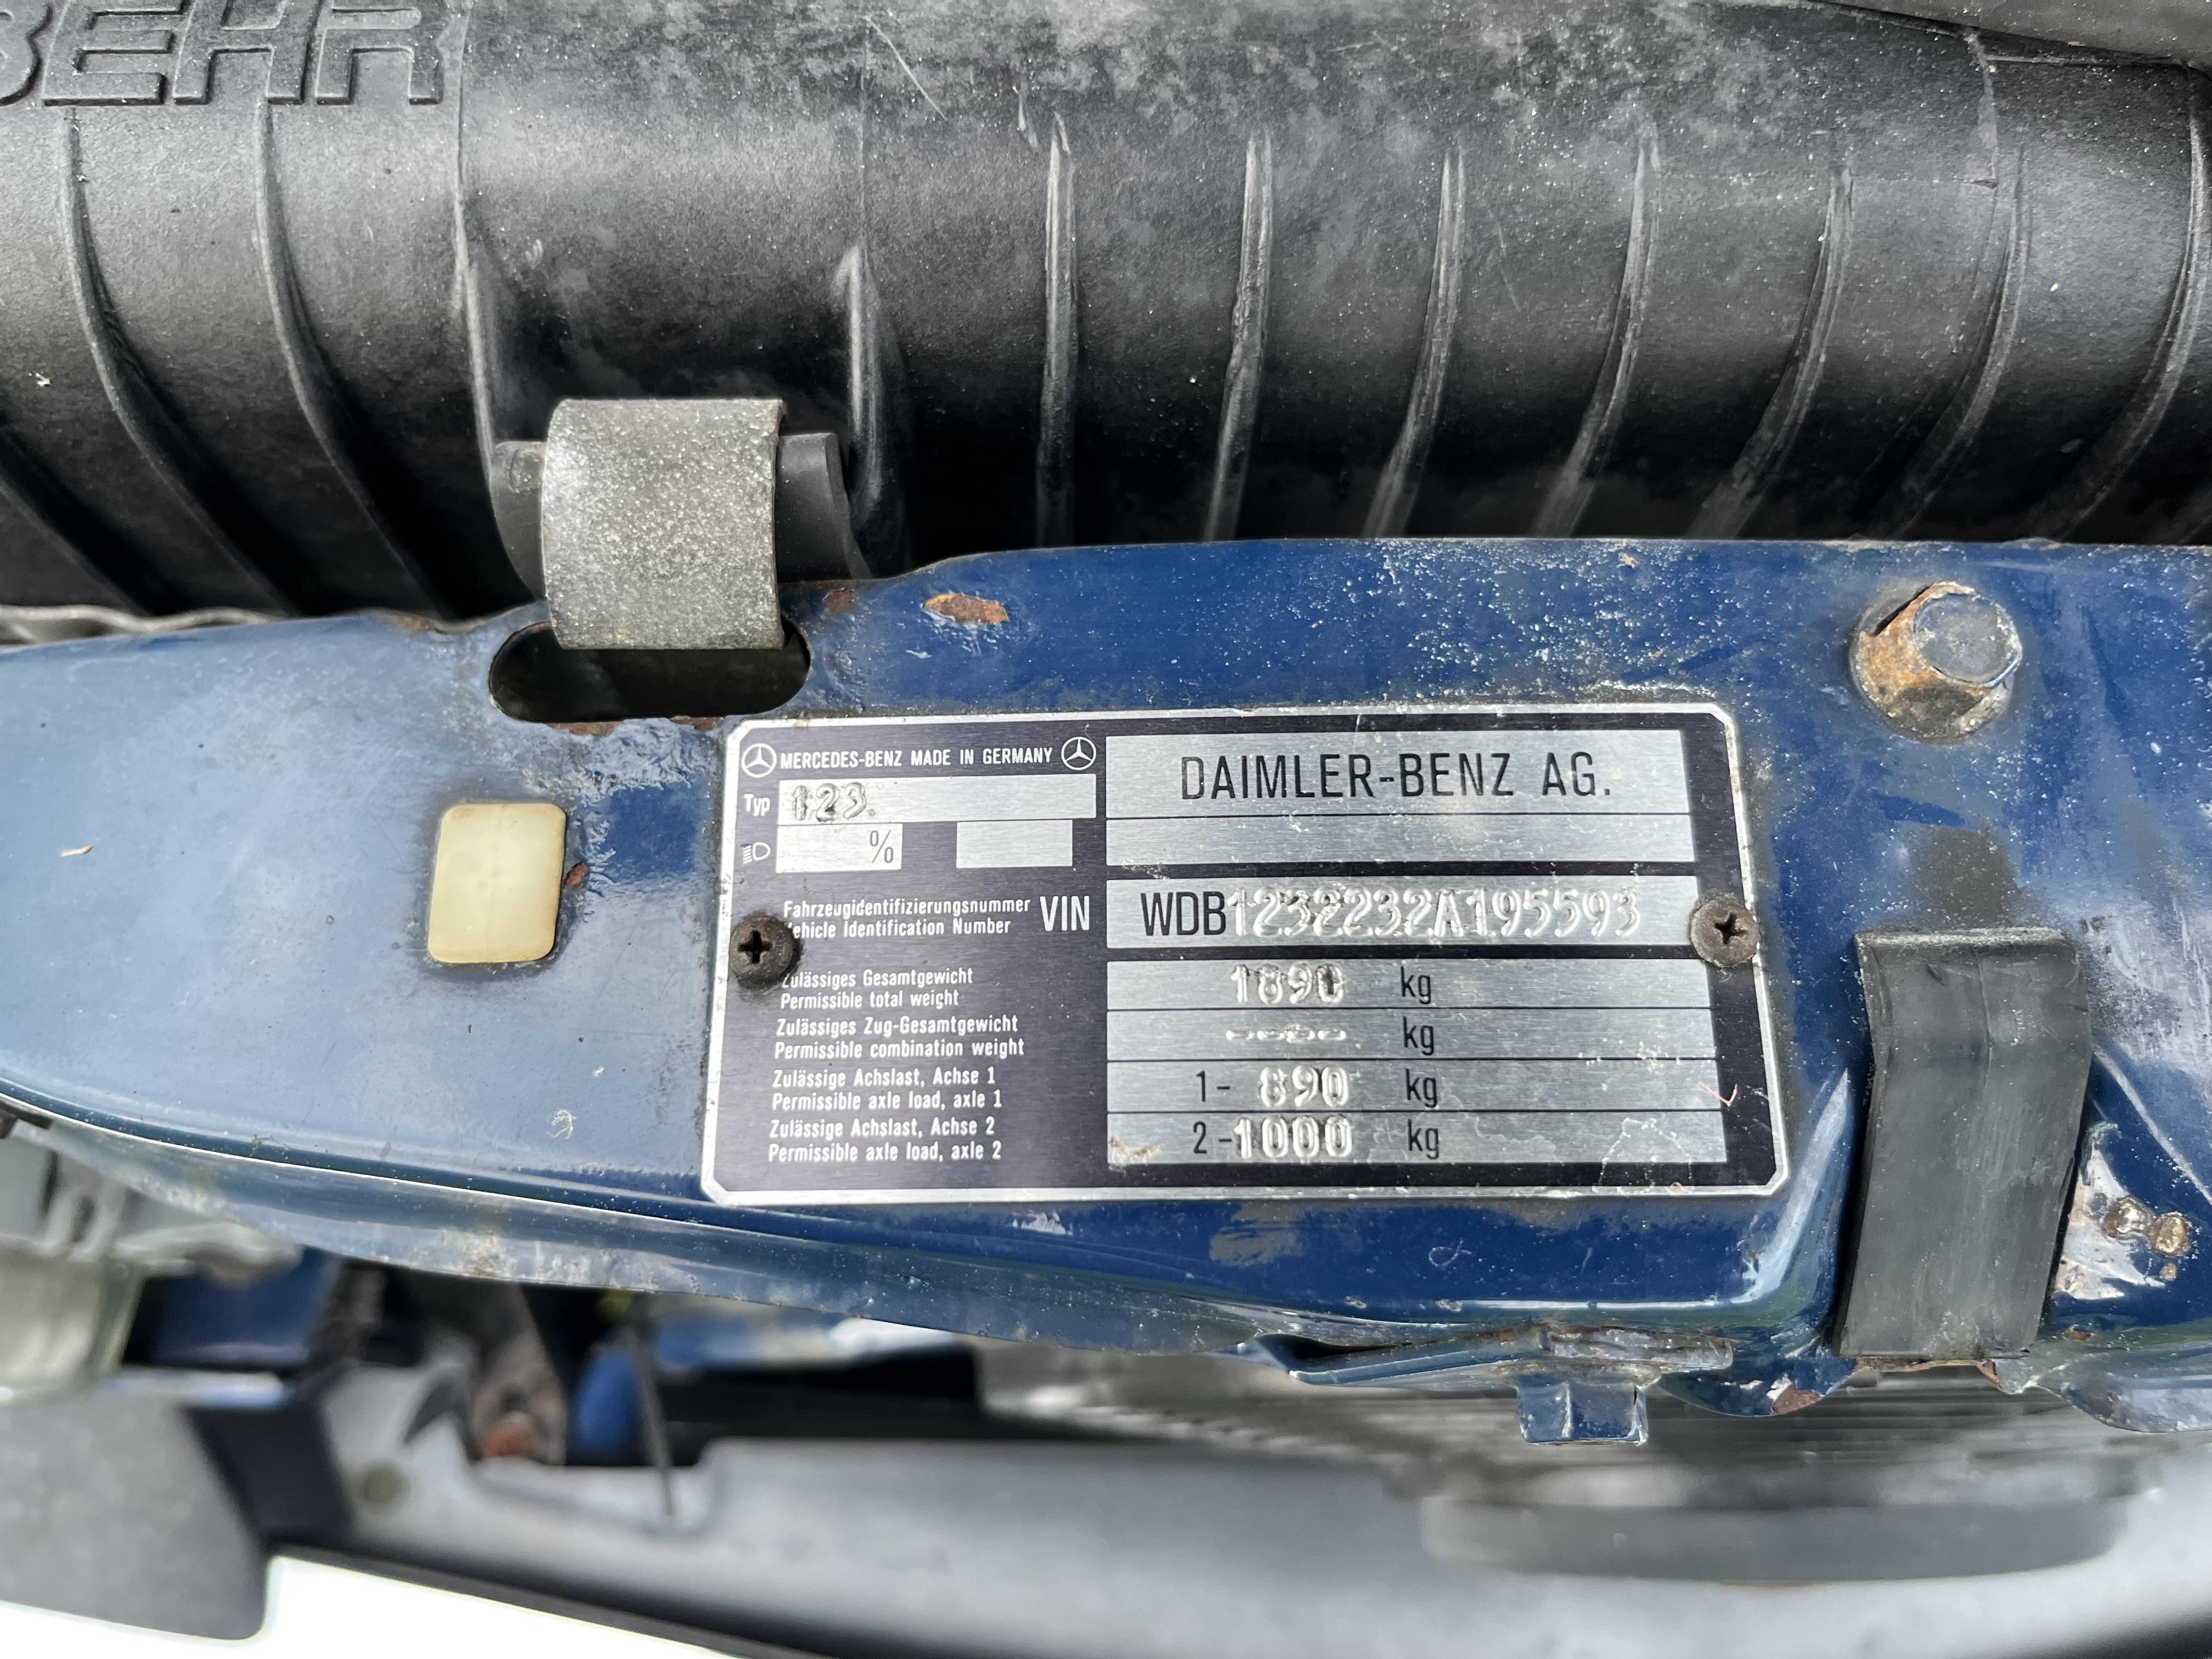 BEHR
MERCEDES-BENZ MADE IN GERMANY
DAIMLER-BENZ AG.
Typ 123.
%
Fahrzeugidentifizierungsnummer
Vehicle Identification Number
VIN
WDB1232232A195593
Zulässiges Gesamtgewicht
Permissible total weight
1890 kg
Zulässiges Zug-Gesamtgewicht
Permissible combination weight
---- kg
Zulässige Achslast, Achse 1
Permissible axle load, axle 1
1- 890 kg
Zulässige Achslast, Achse 2
Permissible axle load, axle 2
2-1000 kg